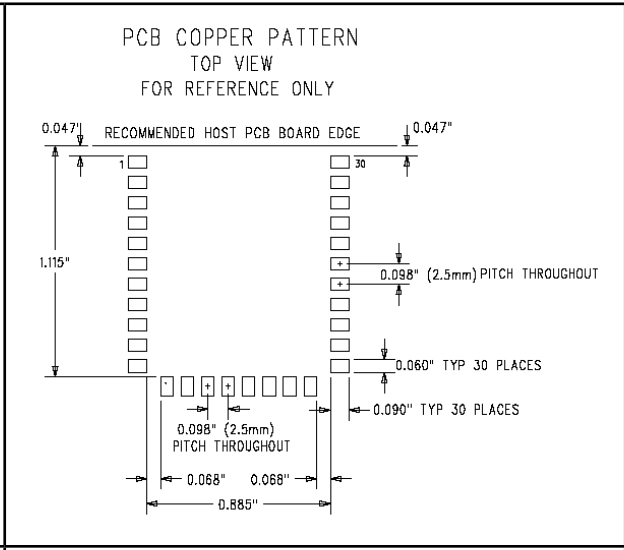 PCB COPPER PATTERN
TOP VIEW
FOR REFERENCE ONLY
0.047"
RECOMMENDED HOST PCB BOARD EDGE
0.047"
1
30
1.115"
0.098" (2.5mm) PITCH THROUGHOUT
0.060" TYP 30 PLACES
0.090" TYP 30 PLACES
0.098" (2.5mm)
PITCH THROUGHOUT
0.068"
0.068"
0.885"